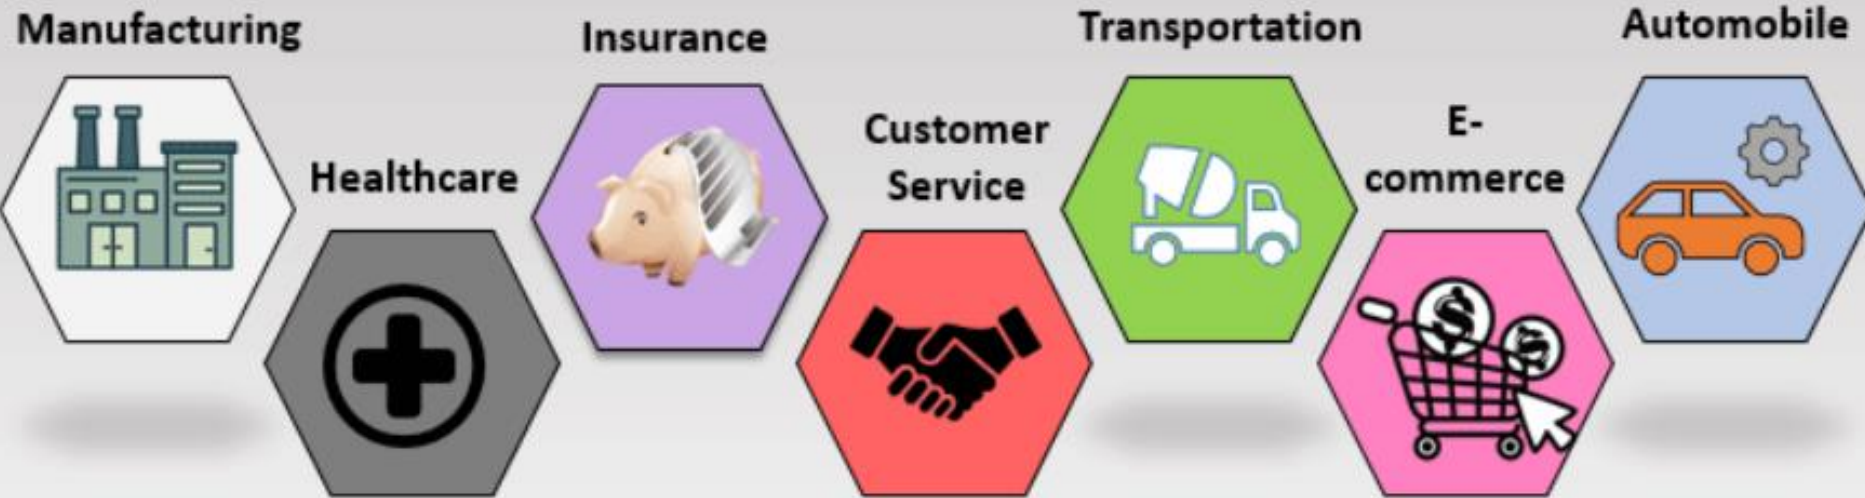 Manufacturing
Healthcare
Insurance
Customer
Service
Transportation
E-
commerce
Automobile
$
$